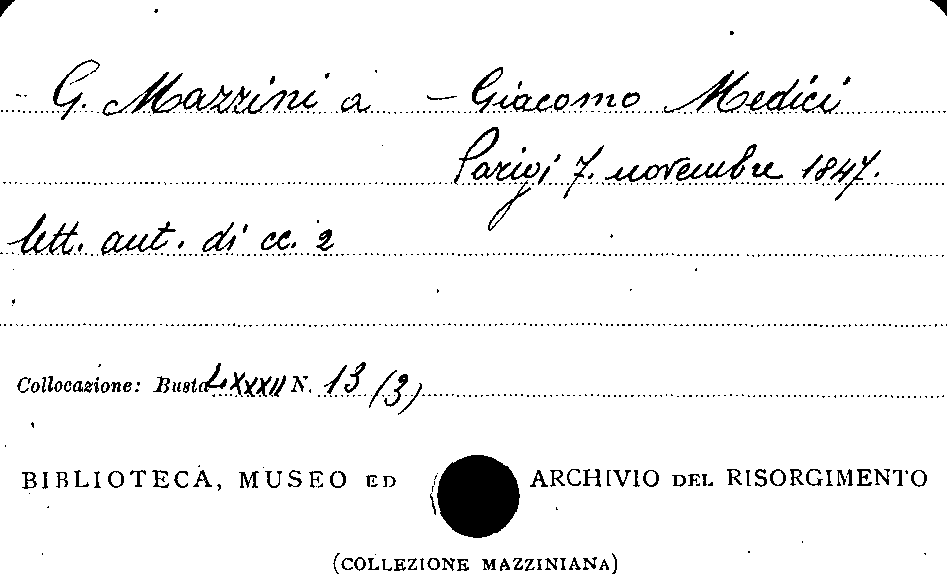 - G. Mazzini a - Giacomo Medici
Parigi 7. novembre 1847.
lett. aut. di cc. 2
Collocazione: Busta LXXXII N. 13 (3)
BIBLIOTECA, MUSEO ED ARCHIVIO DEL RISORGIMENTO
(COLLEZIONE MAZZINIANA)